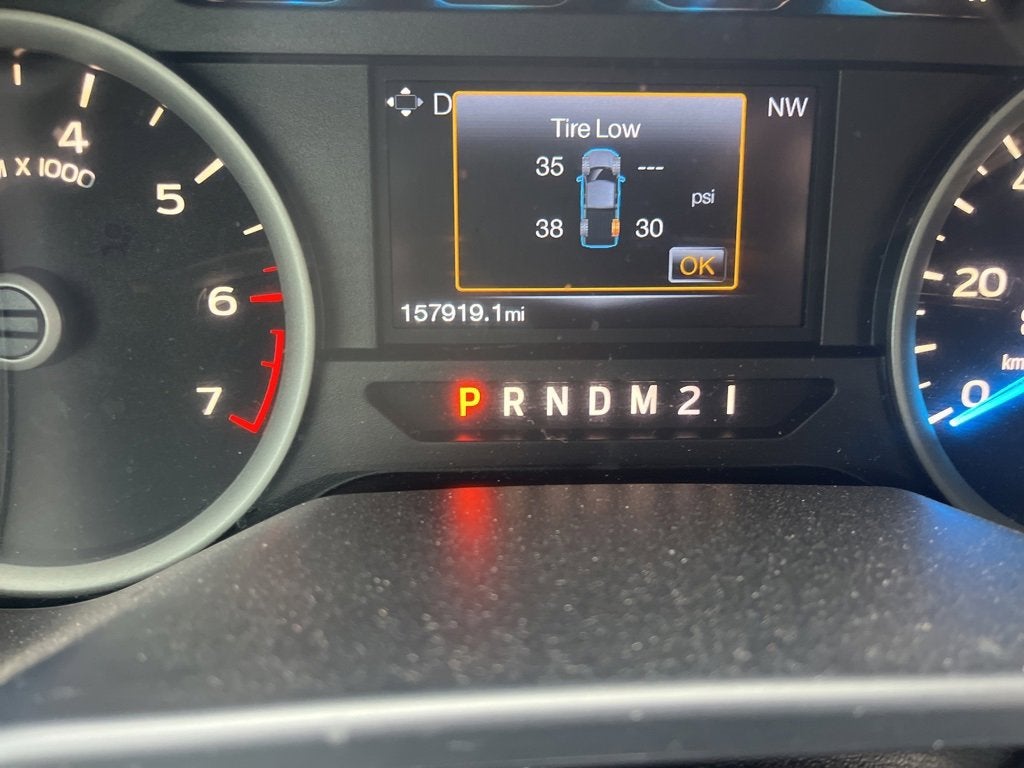 D
NW
Tire Low
35 ---
psi
38 30
OK
157919.1mi
P R N D M 2 1
4
X 1000
5
6
7
20
0
km